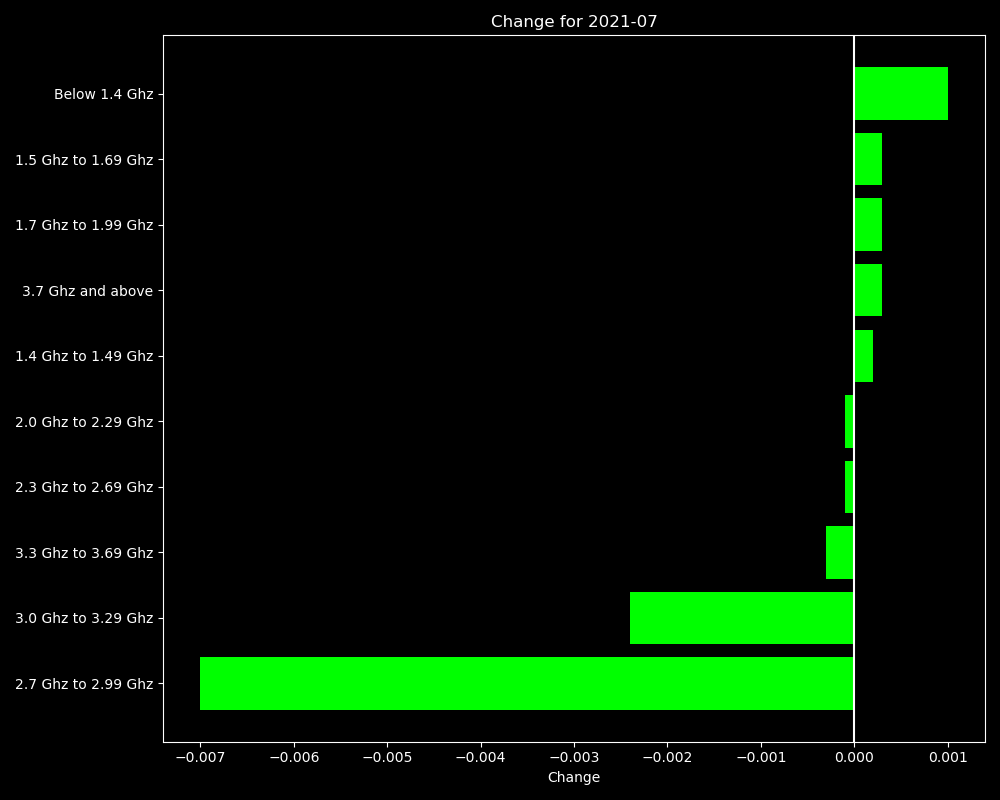 Change for 2021-07
Below 1.4 Ghz
1.5 Ghz to 1.69 Ghz
1.7 Ghz to 1.99 Ghz
3.7 Ghz and above
1.4 Ghz to 1.49 Ghz
2.0 Ghz to 2.29 Ghz
2.3 Ghz to 2.69 Ghz
3.3 Ghz to 3.69 Ghz
3.0 Ghz to 3.29 Ghz
2.7 Ghz to 2.99 Ghz
−0.007 −0.006 −0.005 −0.004 −0.003 −0.002 −0.001 0.000 0.001
Change